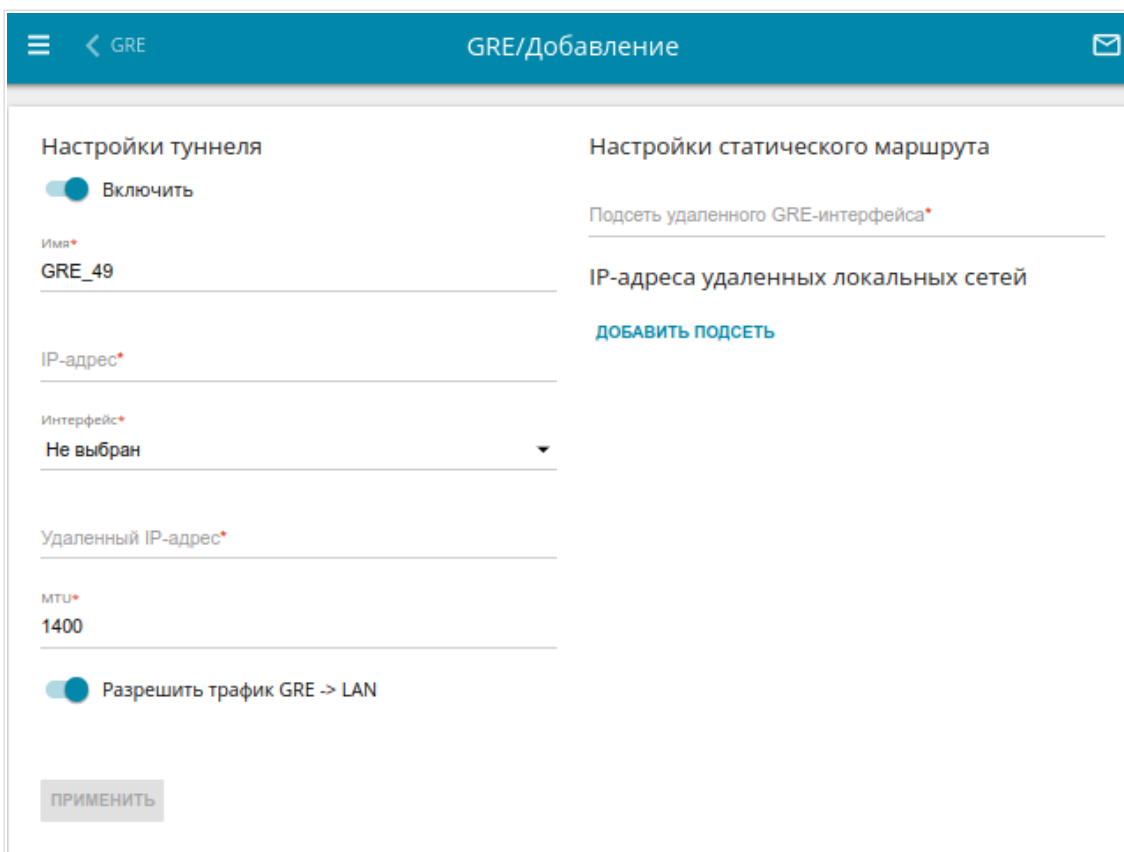 GRE
GRE/Добавление
Настройки туннеля
Включить
Имя*
GRE_49
IP-адрес*
Интерфейс*
Не выбран
Удаленный IP-адрес*
MTU*
1400
Разрешить трафик GRE -> LAN
ПРИМЕНИТЬ
Настройки статического маршрута
Подсеть удаленного GRE-интерфейса*
IP-адреса удаленных локальных сетей
ДОБАВИТЬ ПОДСЕТЬ